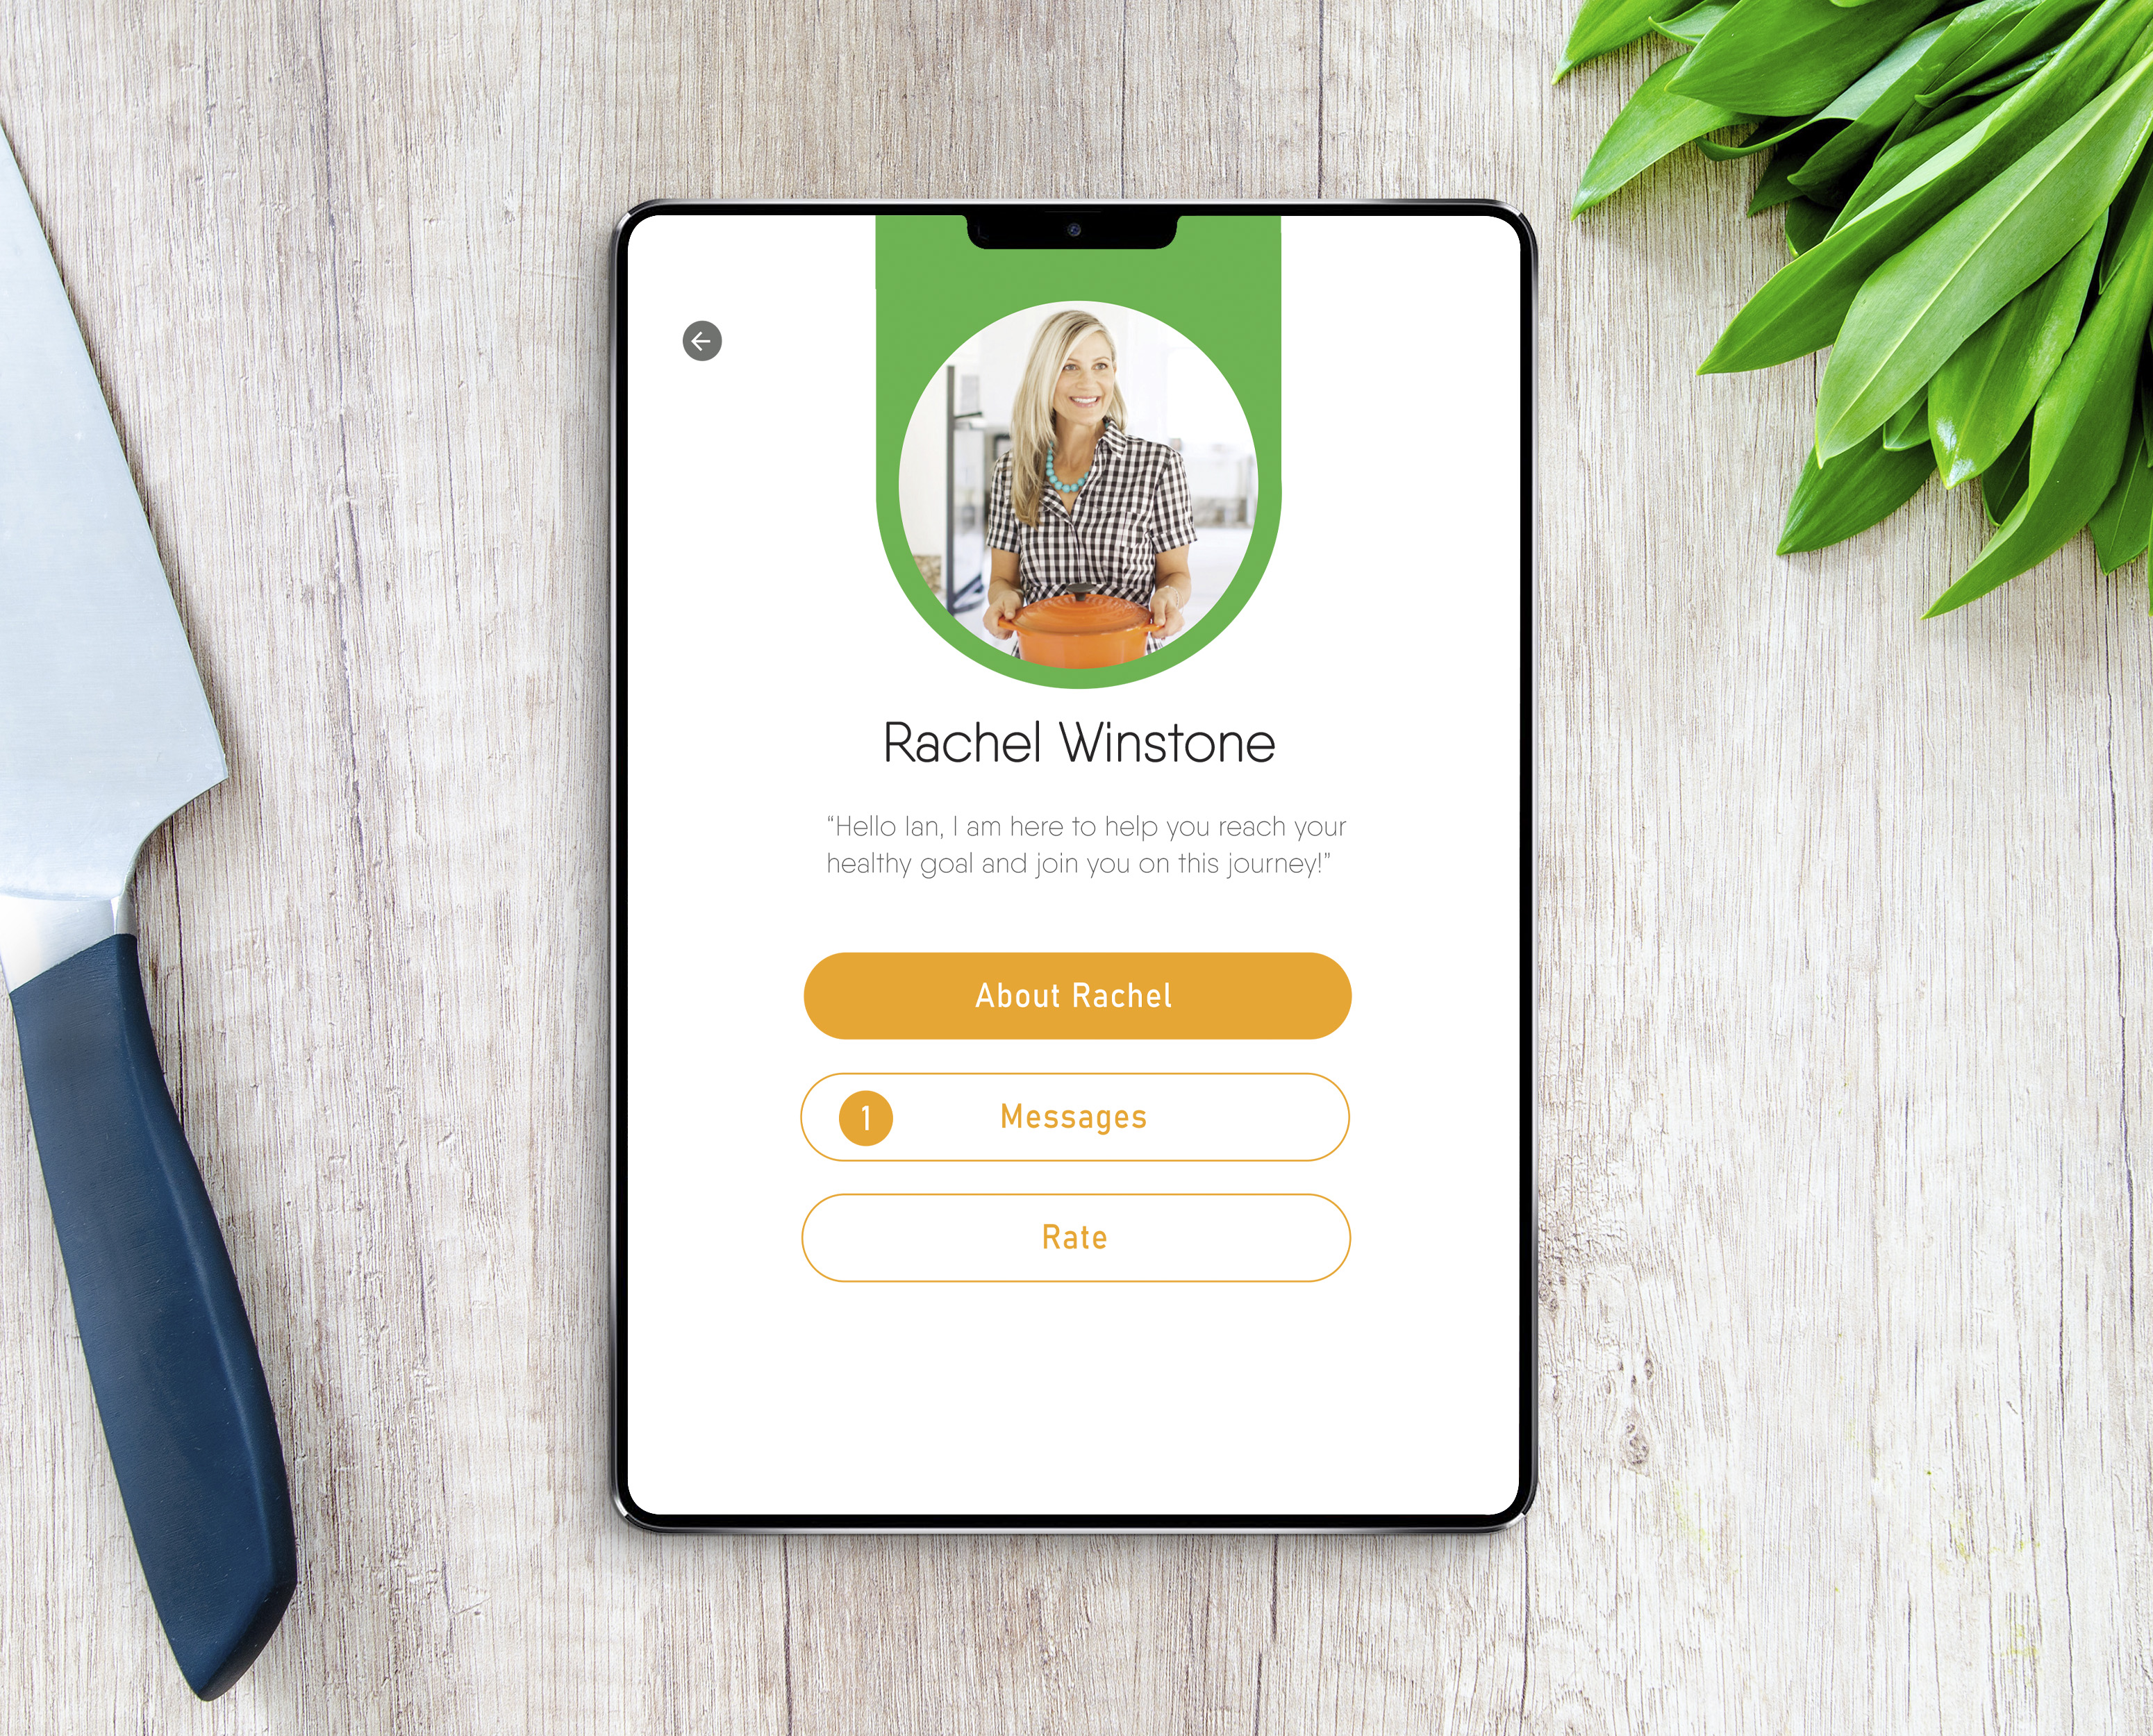 Rachel Winstone
“Hello Ian, I am here to help you reach your
healthy goal and join you on this journey!”
About Rachel
1 Messages
Rate